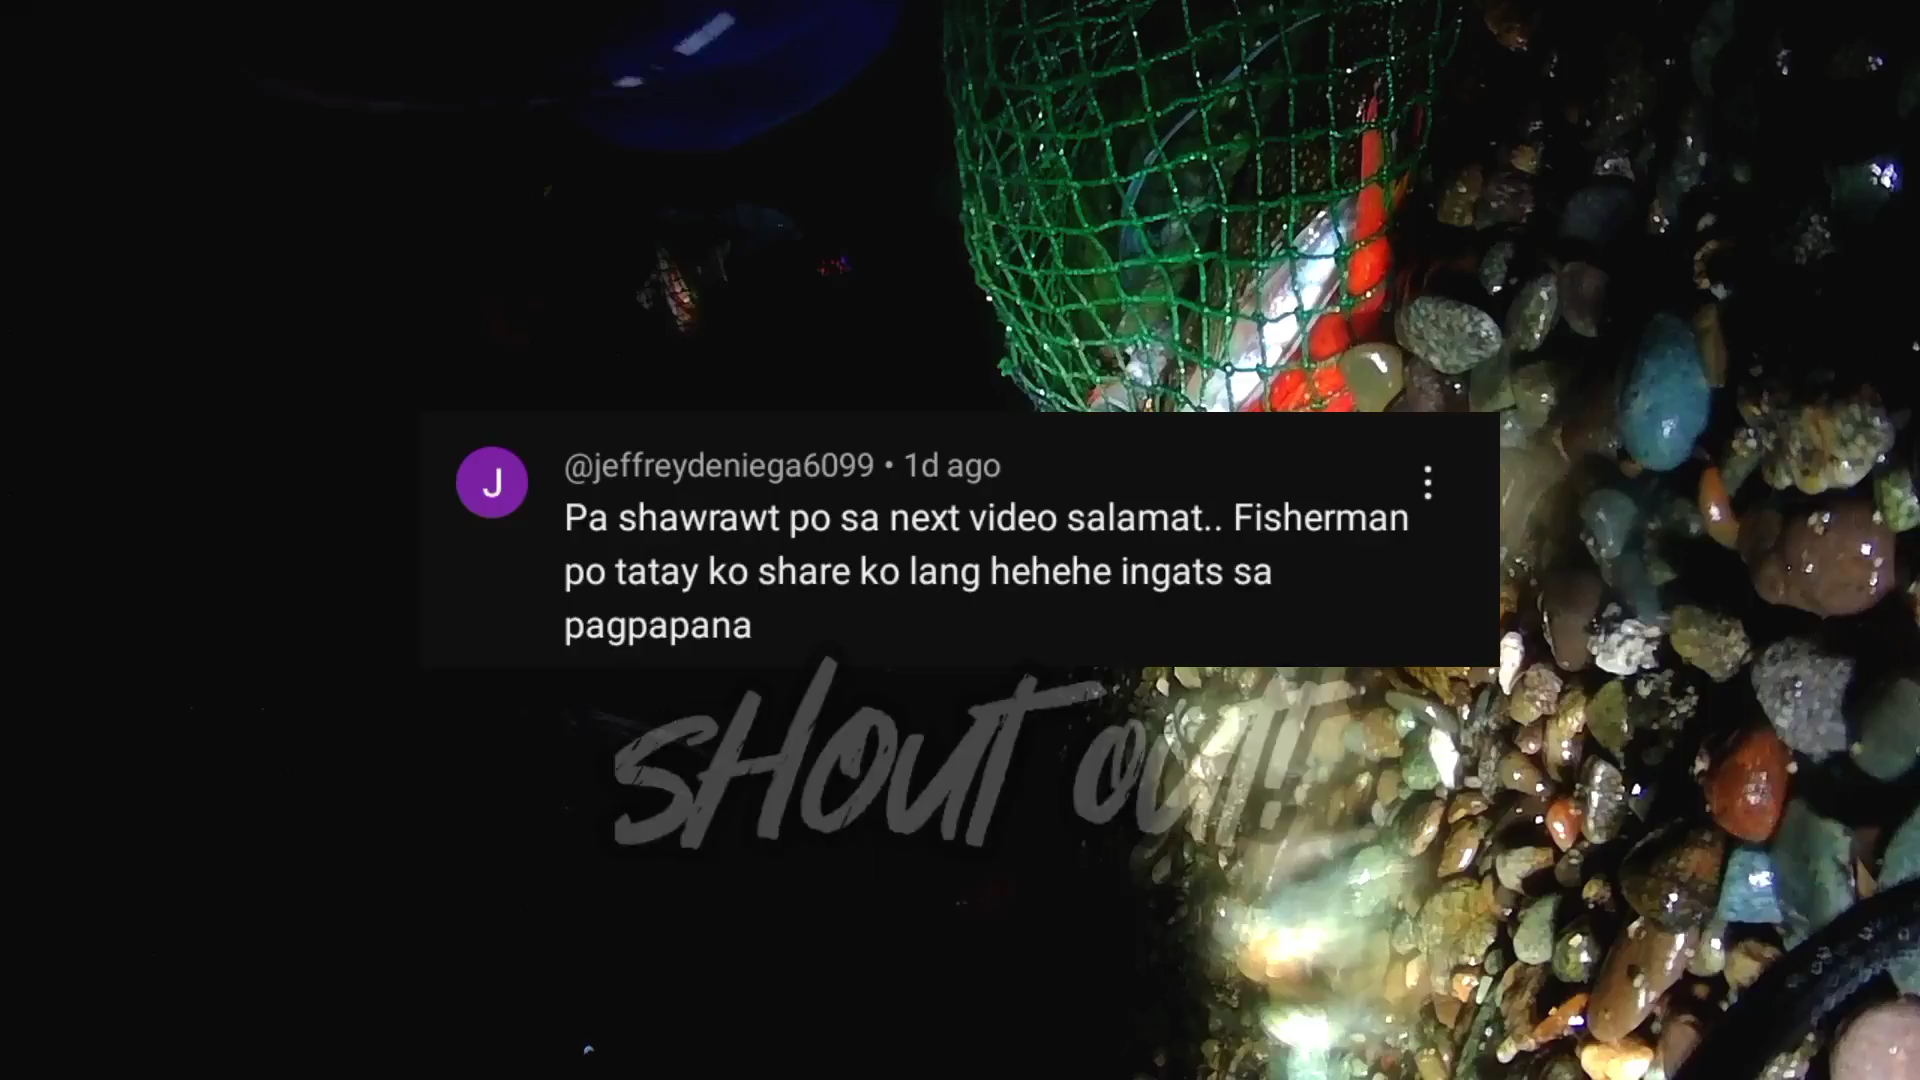 J
@jeffreydeniega6099 • 1d ago
Pa shawrawt po sa next video salamat.. Fisherman
po tatay ko share ko lang hehehe ingats sa
pagpapana
SHOUT OUT!!